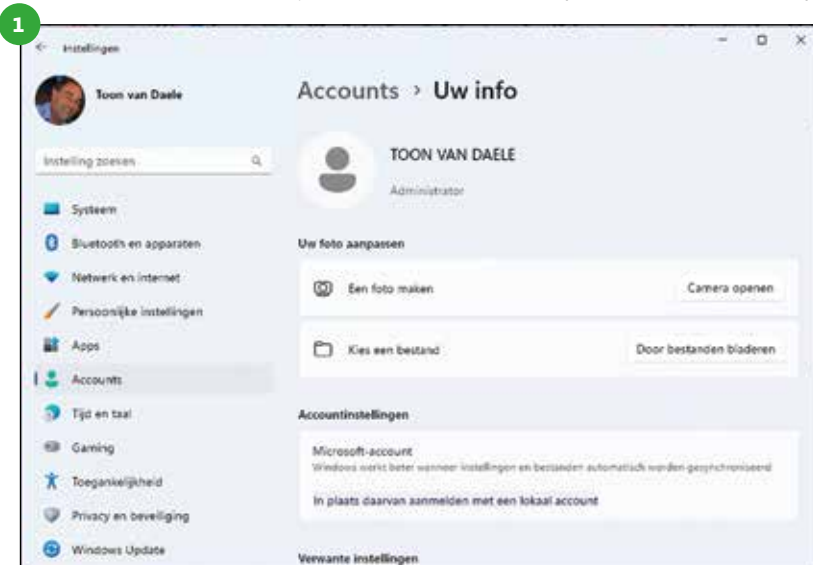 1
Instellingen
Toon van Daele
Instelling zoeken
Systeem
Bluetooth en apparaten
Netwerk en internet
Persoonlijke instellingen
Apps
Accounts
Tijd en taal
Gaming
Toegankelijkheid
Privacy en beveiliging
Windows Update
Accounts > Uw info
TOON VAN DAELE
Administrator
Uw foto aanpassen
Een foto maken
Camera openen
Kies een bestand
Door bestanden bladeren
Accountinstellingen
Microsoft-account
Windows werkt beter wanneer instellingen en bestanden automatisch worden gesynchroniseerd
In plaats daarvan aanmelden met een lokaal account
Verwante instellingen